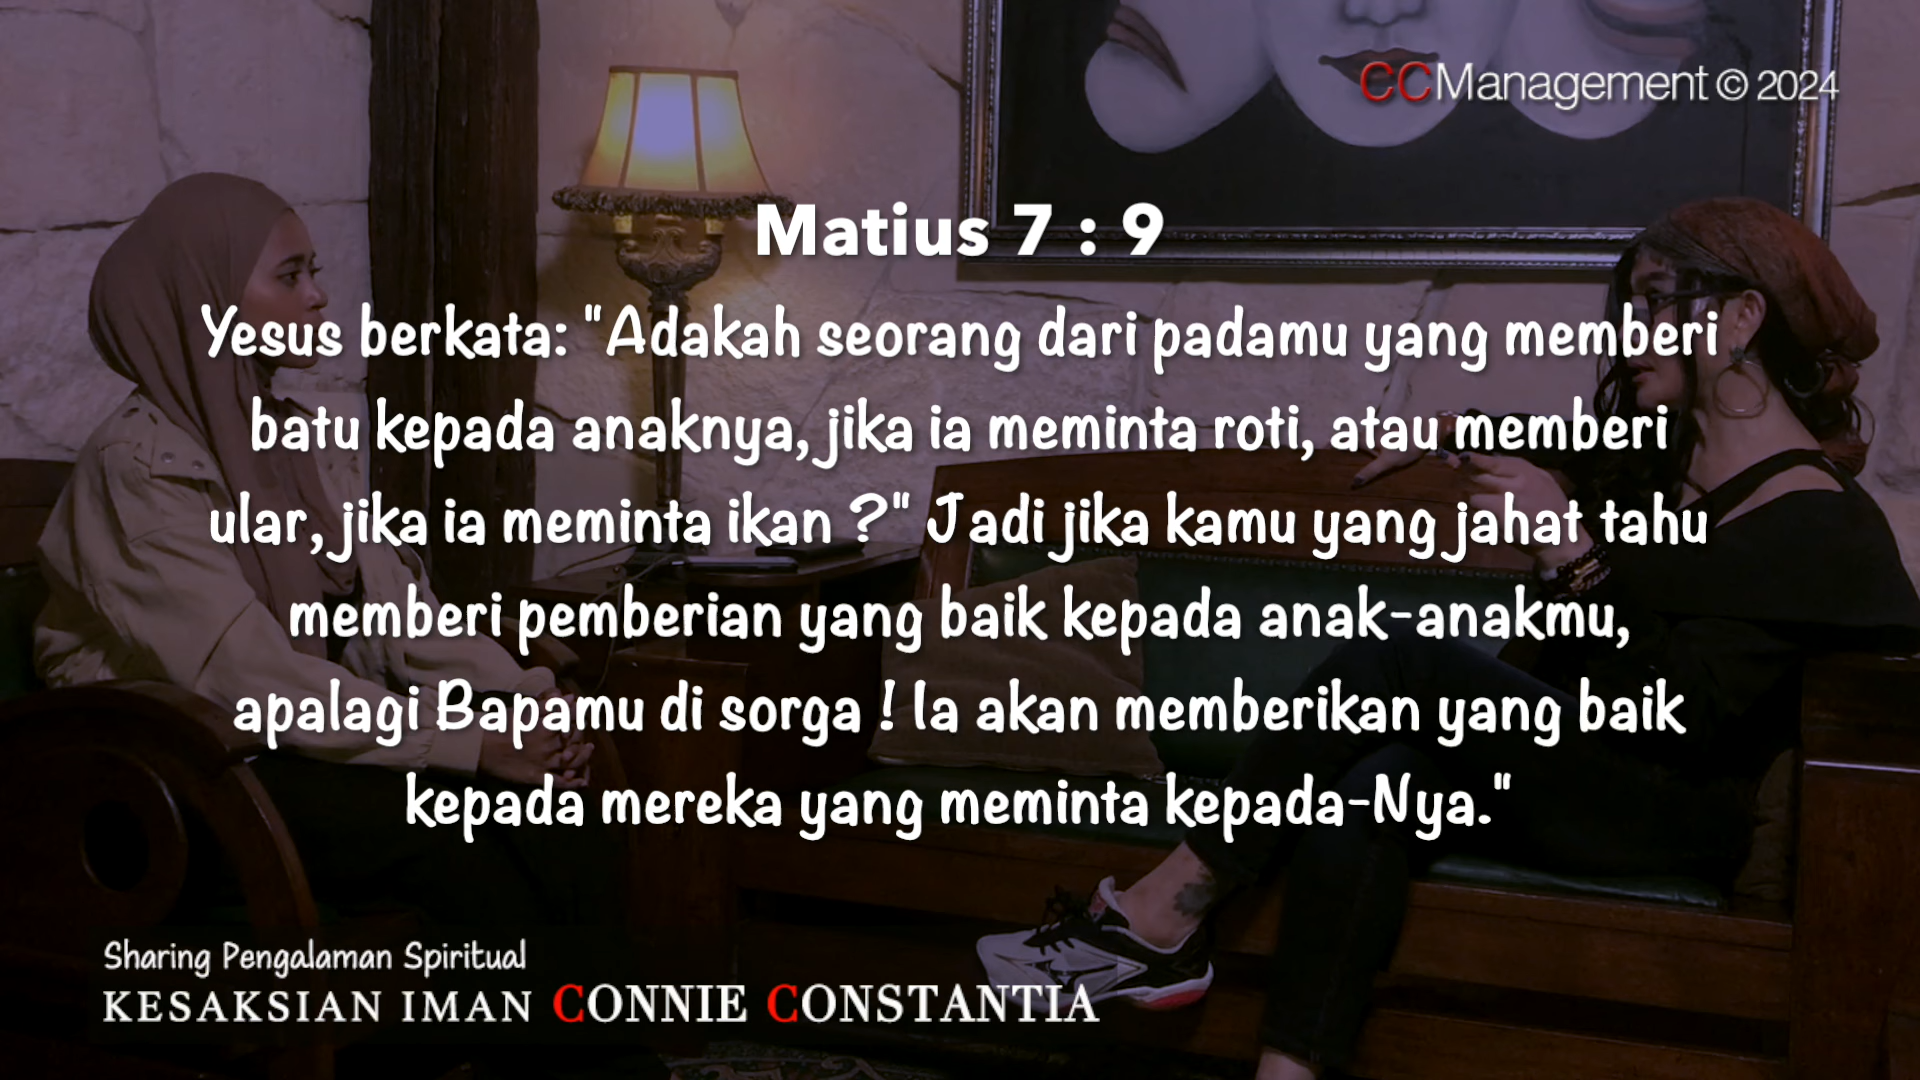 CCManagement © 2024
Matius 7 : 9
Yesus berkata: "Adakah seorang dari padamu yang memberi
batu kepada anaknya, jika ia meminta roti, atau memberi
ular, jika ia meminta ikan ?" Jadi jika kamu yang jahat tahu
memberi pemberian yang baik kepada anak-anakmu,
apalagi Bapamu di sorga ! Ia akan memberikan yang baik
kepada mereka yang meminta kepada-Nya."
Sharing Pengalaman Spiritual
KESAKSIAN IMAN CONNIE CONSTANTIA